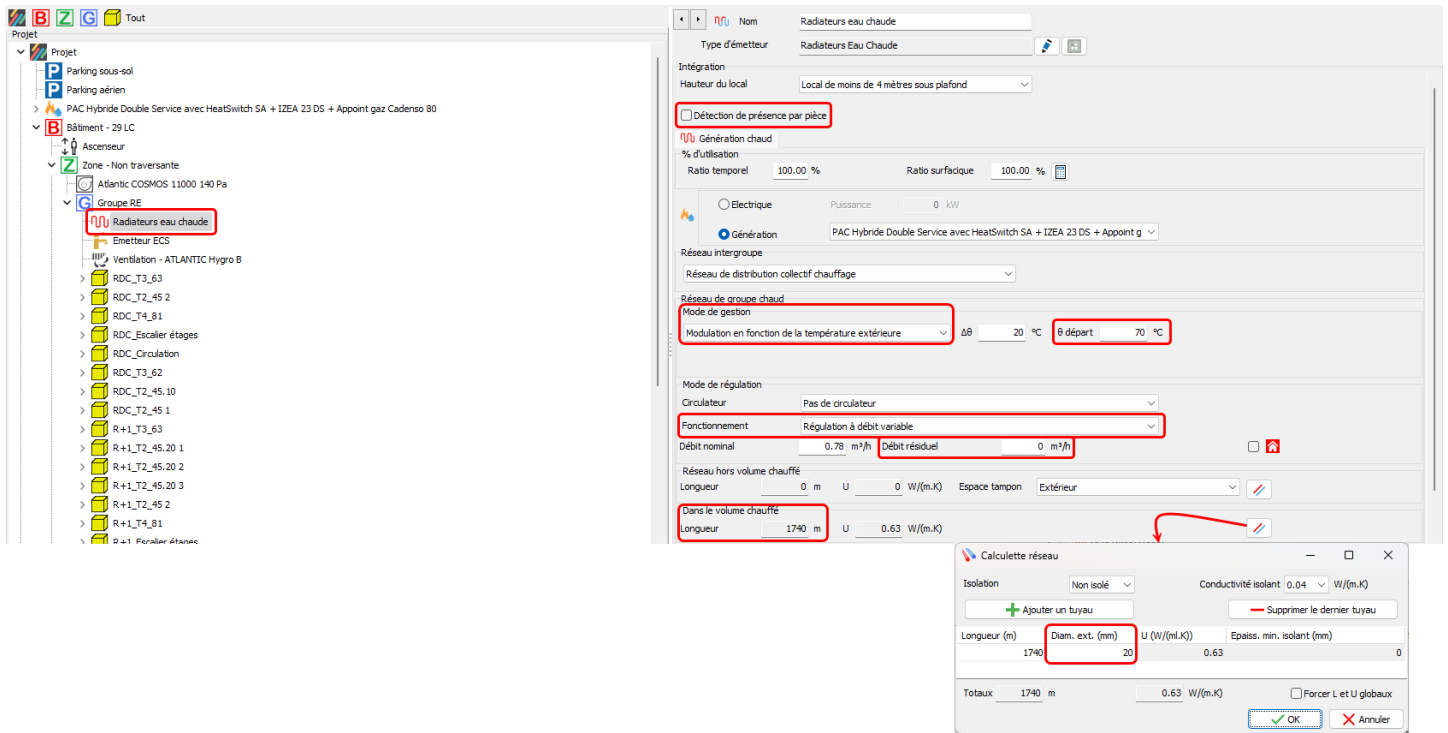 B Z G Tout
Projet
Projet
P Parking sous-sol
P Parking aérien
PAC Hybride Double Service avec HeatSwitch SA + IZEA 23 DS + Appoint gaz Cadenso 80
B Bâtiment - 29 LC
Ascenseur
Z Zone - Non traversante
Atlantic COSMOS 11000 140 Pa
G Groupe RE
Radiateurs eau chaude
Emetteur ECS
Ventilation - ATLANTIC Hygro B
RDC_T3_63
RDC_T2_45 2
RDC_T4_81
RDC_Escalier étages
RDC_Circulation
RDC_T3_62
RDC_T2_45.10
RDC_T2_45 1
R+1_T3_63
R+1_T2_45.20 1
R+1_T2_45.20 2
R+1_T2_45.20 3
R+1_T2_45 2
R+1_T4_81
R+1_Escalier étages
Nom Radiateurs eau chaude
Type d'émetteur Radiateurs Eau Chaude
Intégration
Hauteur du local Local de moins de 4 mètres sous plafond
Détection de présence par pièce
Génération chaud
% d'utilisation
Ratio temporel 100.00 % Ratio surfacique 100.00 %
Electrique Puissance 0 kW
Génération PAC Hybride Double Service avec HeatSwitch SA + IZEA 23 DS + Appoint g
Réseau intergroupe
Réseau de distribution collectif chauffage
Réseau de groupe chaud
Mode de gestion
Modulation en fonction de la température extérieure Δθ 20 °C θ départ 70 °C
Mode de régulation
Circulateur Pas de circulateur
Fonctionnement Régulation à débit variable
Débit nominal 0.78 m³/h Débit résiduel 0 m³/h
Réseau hors volume chauffé
Longueur 0 m U 0 W/(m.K) Espace tampon Extérieur
Dans le volume chauffé
Longueur 1740 m U 0.63 W/(m.K)
Calculette réseau
Isolation Non isolé Conductivité isolant 0.04 W/(m.K)
Ajouter un tuyau Supprimer le dernier tuyau
Longueur (m) Diam. ext. (mm) U (W/(ml.K)) Epaiss. min. isolant (mm)
1740 20 0.63 0
Totaux 1740 m 0.63 W/(m.K) Forcer L et U globaux
OK Annuler